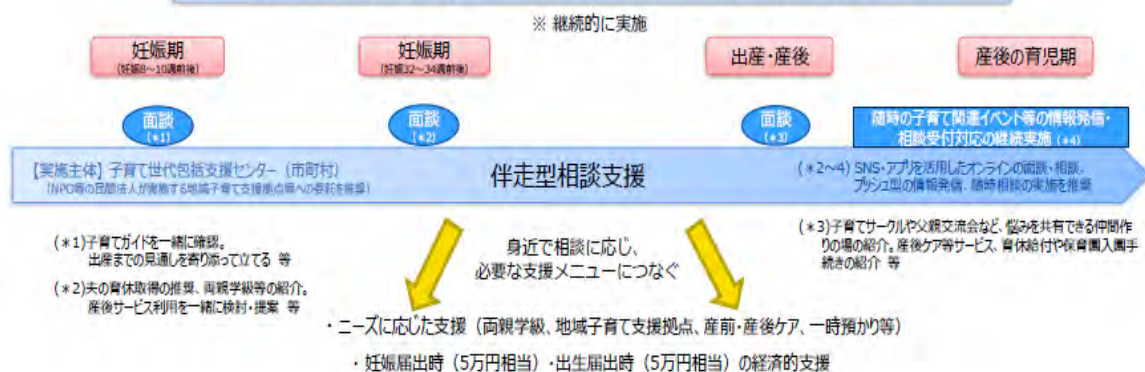 ※ 継続的に実施
妊娠期
(妊娠8~10週前後)
妊娠期
(妊娠32~34週前後)
出産・産後
産後の育児期
面談
(*1)
面談
(*2)
面談
(*3)
随時の子育て関連イベント等の情報発信・
相談受付対応の継続実施 (*4)
【実施主体】子育て世代包括支援センター(市町村)
(NPO等の民間法人が実施する地域子育て支援拠点等への委託を推奨)
伴走型相談支援
(*2~4) SNS・アプリを活用したオンラインの面談・相談、
プッシュ型の情報発信、随時相談の実施を推奨
(*1)子育てガイドを一緒に確認。
出産までの見通しを寄り添って立てる 等
(*2)夫の育休取得の推奨、両親学級等の紹介。
産後サービス利用を一緒に検討・提案 等
身近で相談に応じ、
必要な支援メニューにつなぐ
(*3)子育てサークルや父親交流会など、悩みを共有できる仲間作
りの場の紹介。産後ケア等サービス、育休給付や保育園入園手
続きの紹介 等
・ニーズに応じた支援(両親学級、地域子育て支援拠点、産前・産後ケア、一時預かり等)
・妊娠届出時(5万円相当)・出生届出時(5万円相当)の経済的支援